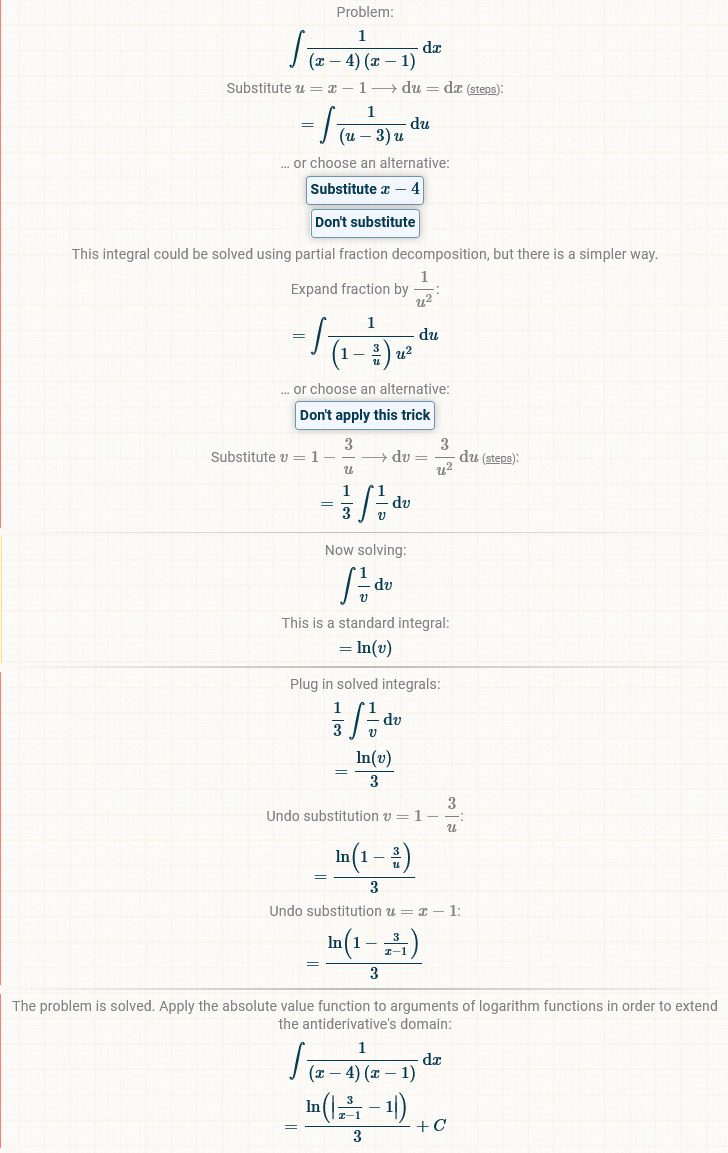 Problem:
∫ 1/((x − 4)(x − 1)) dx
Substitute u = x − 1 ⟶ du = dx (steps):
= ∫ 1/((u − 3) u) du
… or choose an alternative:
Substitute x − 4
Don't substitute
This integral could be solved using partial fraction decomposition, but there is a simpler way.
Expand fraction by 1/u²:
= ∫ 1/((1 − 3/u) u²) du
… or choose an alternative:
Don't apply this trick
Substitute v = 1 − 3/u ⟶ dv = 3/u² du (steps):
= 1/3 ∫ 1/v dv
Now solving:
∫ 1/v dv
This is a standard integral:
= ln(v)
Plug in solved integrals:
1/3 ∫ 1/v dv
= ln(v)/3
Undo substitution v = 1 − 3/u:
= ln(1 − 3/u)/3
Undo substitution u = x − 1:
= ln(1 − 3/(x−1))/3
The problem is solved. Apply the absolute value function to arguments of logarithm functions in order to extend
the antiderivative's domain:
∫ 1/((x − 4)(x − 1)) dx
= ln(|3/(x−1) − 1|)/3 + C